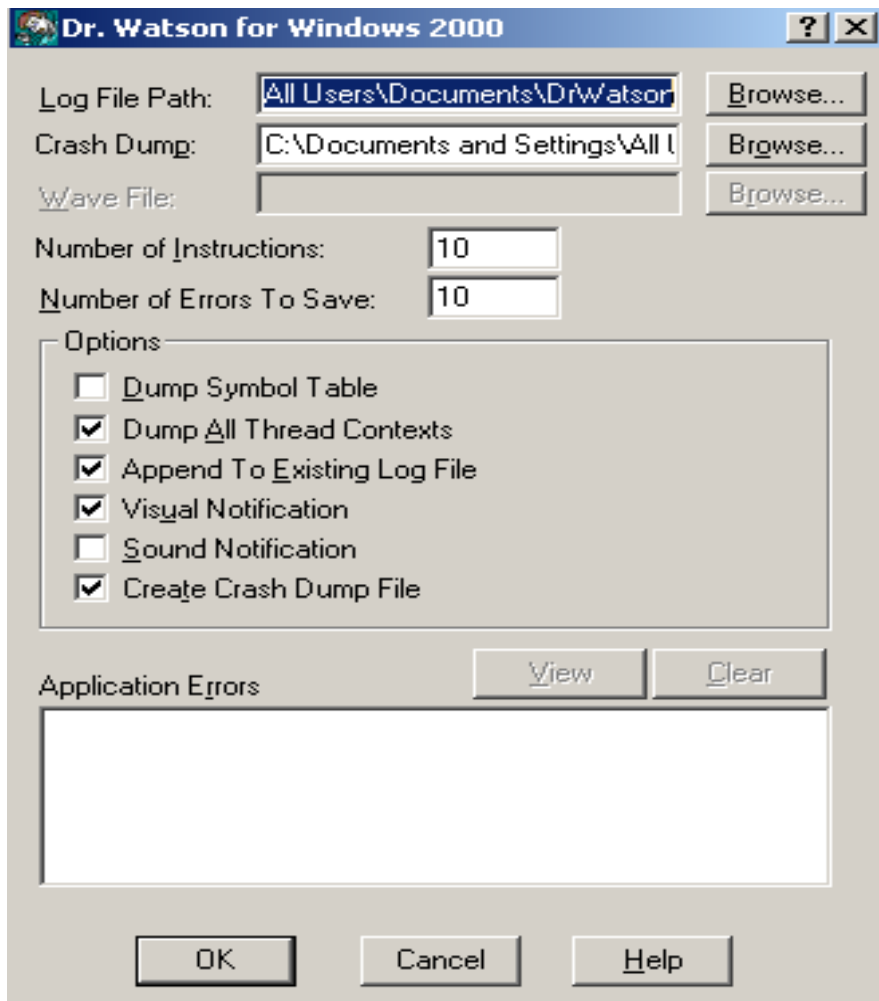 Dr. Watson for Windows 2000
Log File Path: All Users\Documents\DrWatson Browse...
Crash Dump: C:\Documents and Settings\All Browse...
Wave File: Browse...
Number of Instructions: 10
Number of Errors To Save: 10
Options
Dump Symbol Table
Dump All Thread Contexts
Append To Existing Log File
Visual Notification
Sound Notification
Create Crash Dump File
Application Errors View Clear
OK Cancel Help